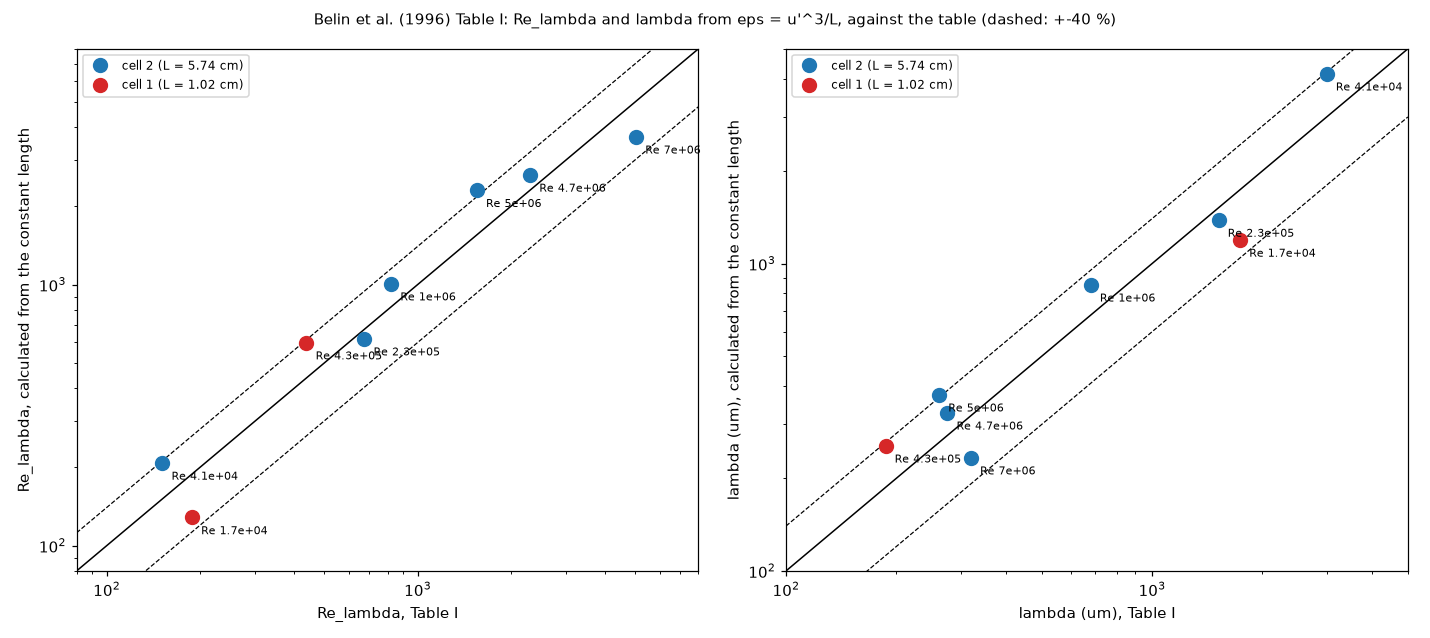 Belin et al. (1996) Table I: Re_lambda and lambda from eps = u'^3/L, against the table (dashed: +-40 %)
cell 2 (L = 5.74 cm)
cell 1 (L = 1.02 cm)
Re_lambda, calculated from the constant length
10^3
10^2
Re 7e+06
Re 4.7e+06
Re 5e+06
Re 1e+06
Re 4.3e+05
Re 2.3e+05
Re 4.1e+04
Re 1.7e+04
10^2
10^3
Re_lambda, Table I
cell 2 (L = 5.74 cm)
cell 1 (L = 1.02 cm)
lambda (um), calculated from the constant length
10^3
10^2
Re 4.1e+04
Re 2.3e+05
Re 1.7e+04
Re 1e+06
Re 5e+06
Re 4.7e+06
Re 4.3e+05
Re 7e+06
10^2
10^3
lambda (um), Table I